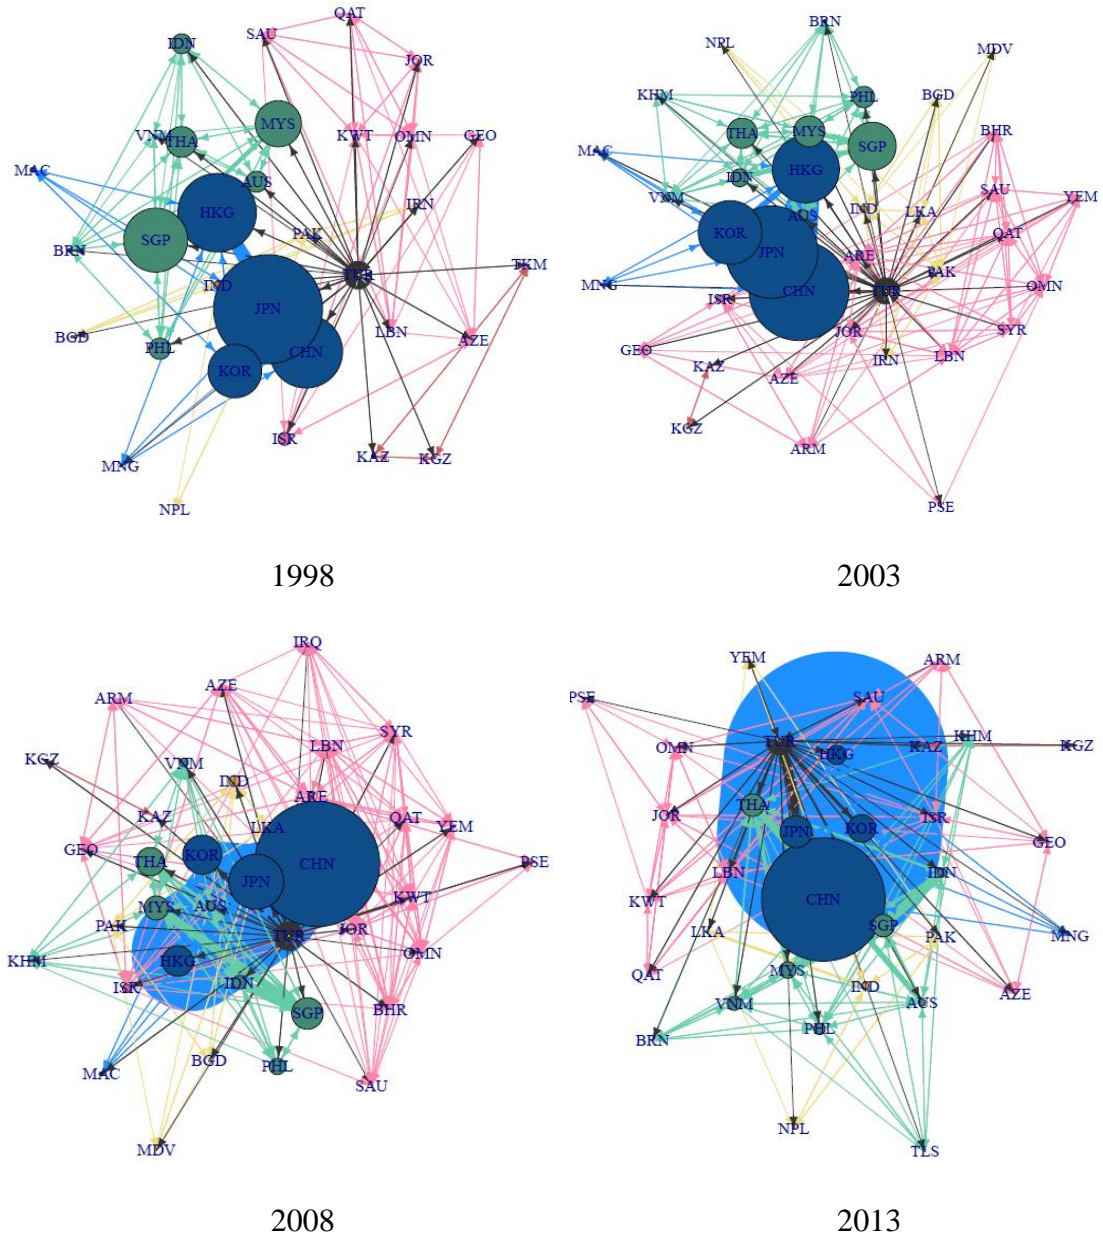 QAT
SAU
IDN
JOR
MYS
VNM
THA
KWT
OMN
GEO
MAC
AUS
HKG
IRN
SGP
PAK
BRN
TUR
TKM
IND
JPN
BGD
LBN
AZE
PHL
CHN
KOR
ISR
KAZ
KGZ
MNG
NPL
1998
BRN
NPL
MDV
KHM
PHL
BGD
THA
MYS
BHR
SGP
MAC
HKG
IDN
SAU
VNM
YEM
AUS
IND
LKA
KOR
QAT
JPN
ARE
PAK
MNG
CHN
TUR
OMN
ISR
JOR
SYR
GEO
KAZ
AZE
IRN
LBN
KGZ
ARM
PSE
2003
IRQ
AZE
ARM
SYR
LBN
KGZ
VNM
IND
ARE
KAZ
LKA
QAT
YEM
GEO
THA
KOR
CHN
PSE
JPN
MYS
AUS
KWT
PAK
TUR
JOR
KHM
HKG
OMN
ISR
IDN
SGP
BHR
MAC
BGD
PHL
SAU
MDV
2008
YEM
ARM
PSE
SAU
KHM
OMN
TUR
HKG
KAZ
KGZ
JOR
THA
ISR
JPN
KOR
GEO
LBN
IDN
KWT
CHN
LKA
SGP
PAK
MNG
QAT
MYS
IND
AZE
VNM
AUS
BRN
PHL
NPL
TLS
2013